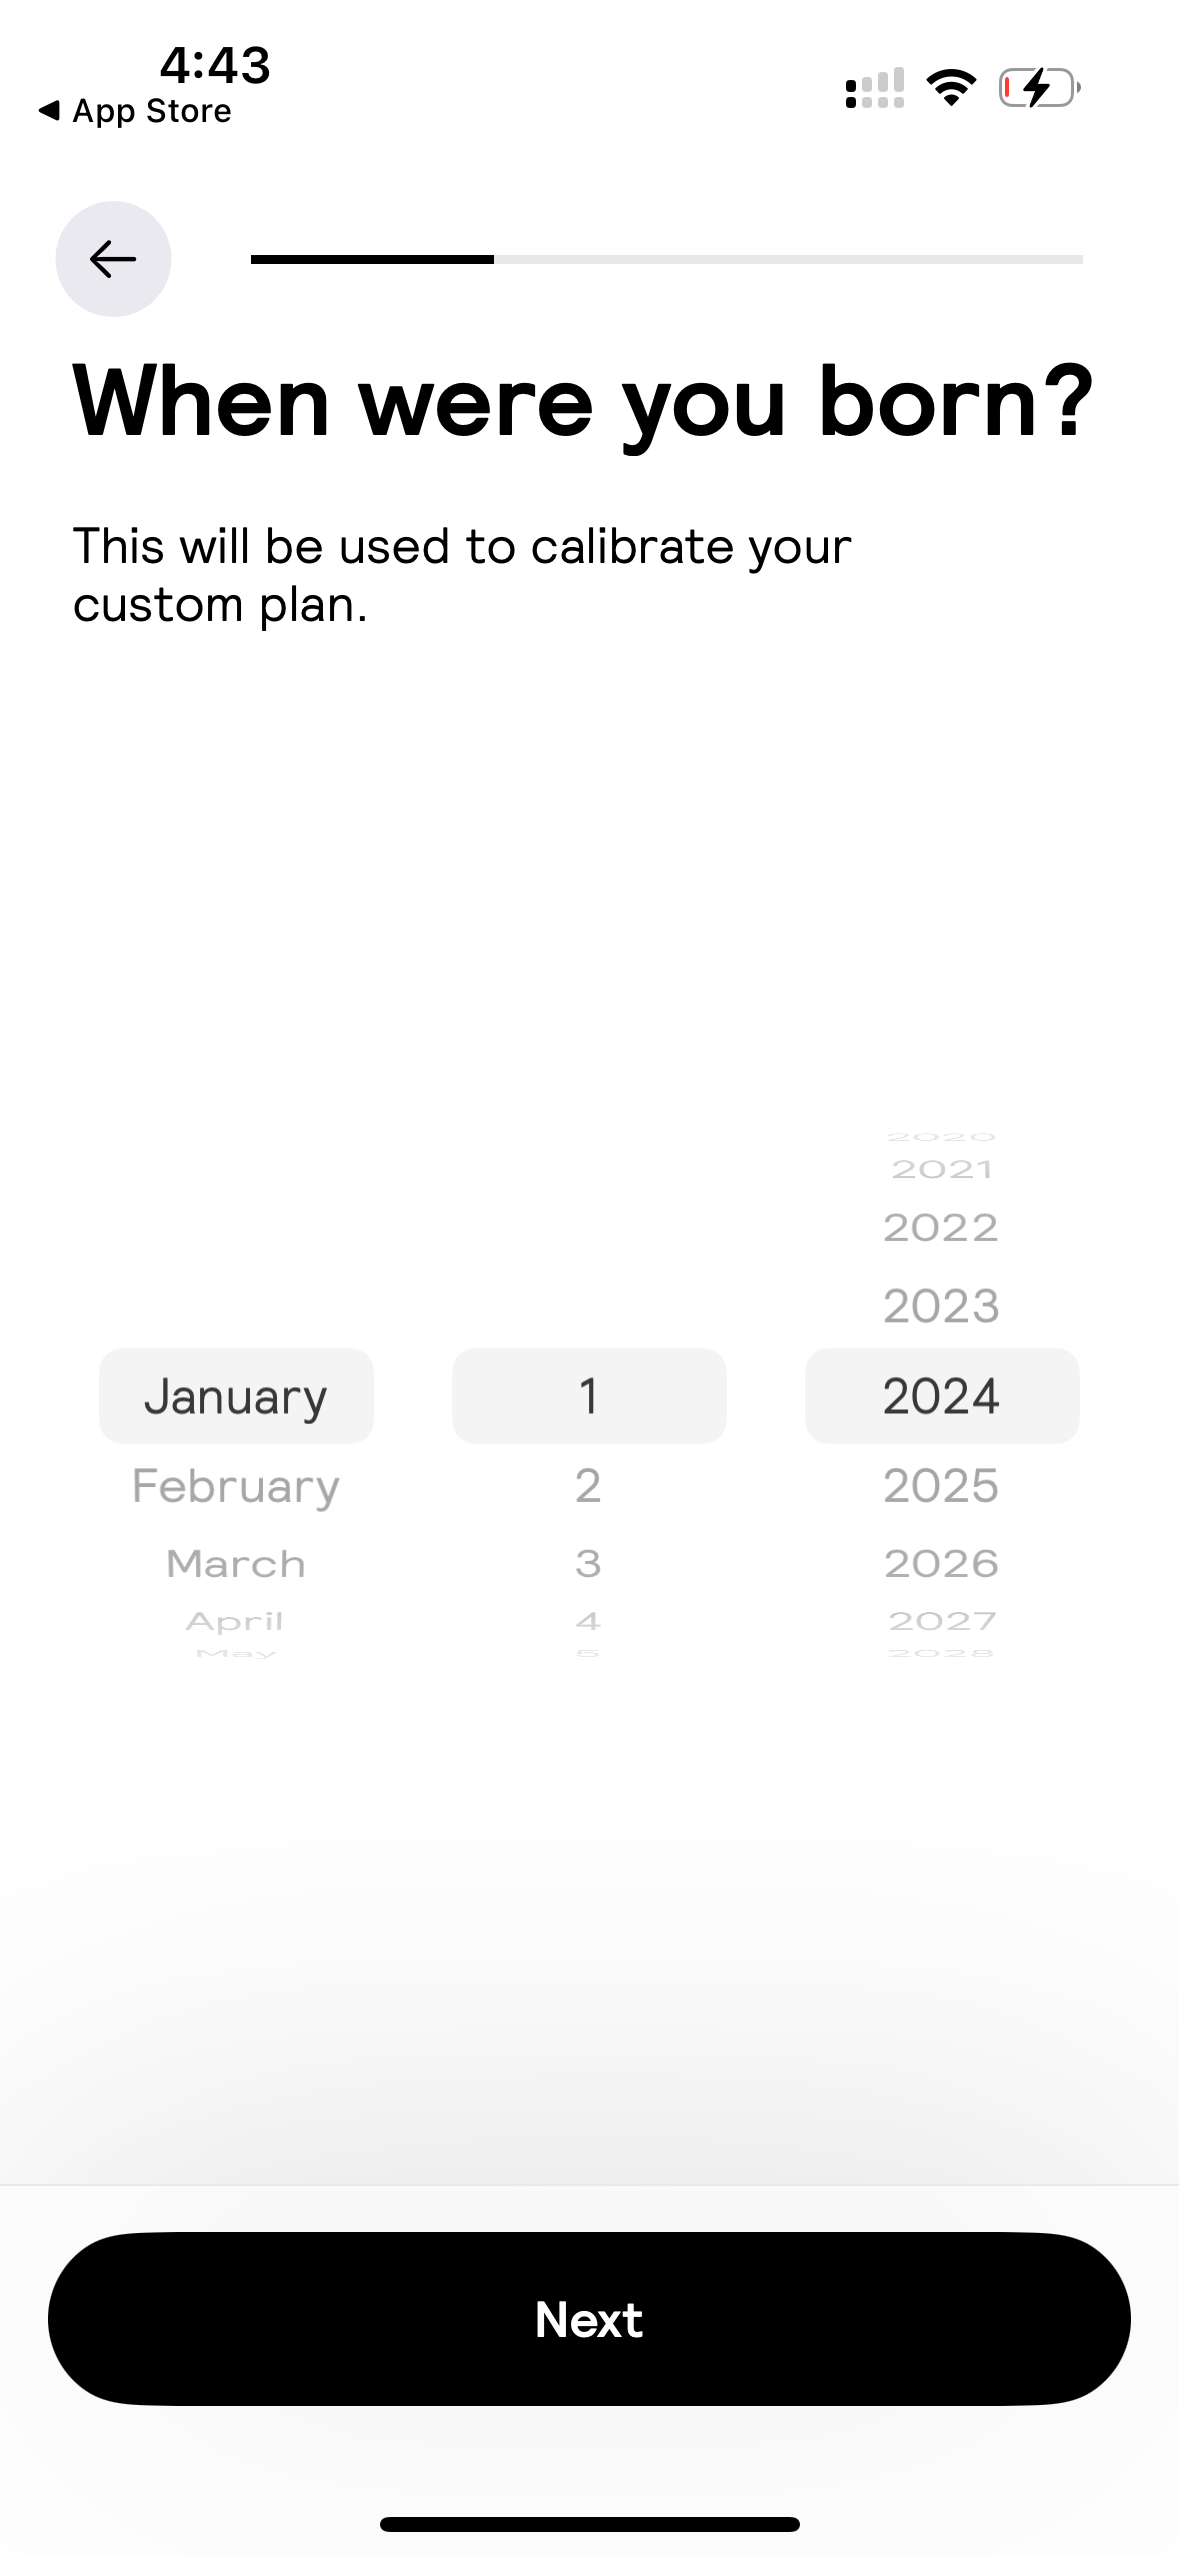 4:43
◀ App Store
When were you born?
This will be used to calibrate your
custom plan.
2020
2021
2022
2023
January 1 2024
February 2 2025
March 3 2026
April 4 2027
May 5 2028
Next